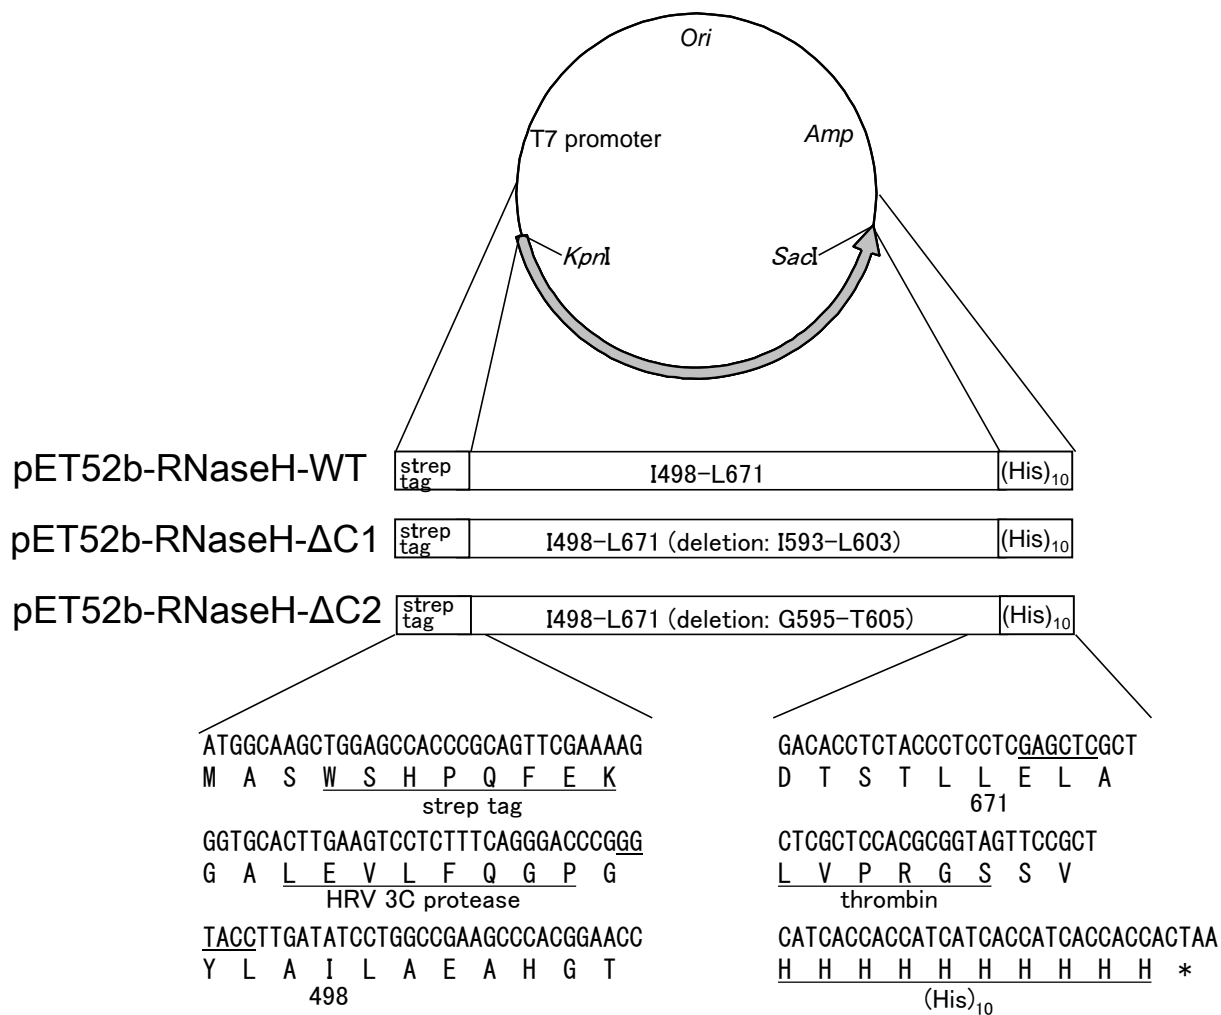 Ori
T7 promoter
Amp
KpnI
SacI
pET52b-RNaseH-WT
strep tag
I498-L671
(His)10
pET52b-RNaseH-ΔC1
strep tag
I498-L671 (deletion: I593-L603)
(His)10
pET52b-RNaseH-ΔC2
strep tag
I498-L671 (deletion: G595-T605)
(His)10
ATGGCAAGCTGGAGCCACCCGCAGTTCGAAAAG
M A S W S H P Q F E K
strep tag
GGTGCACTTGAAGTCCTCTTTCAGGGACCCGGG
G A L E V L F Q G P G
HRV 3C protease
TACCTTGATATCCTGGCCGAAGCCCACGGAACC
Y L A I L A E A H G T
498
GACACCTCTACCCTCCTCGAGCTCGCT
D T S T L L E L A
671
CTCGCTCCACGCGGTAGTTCCGCT
L V P R G S S V
thrombin
CATCACCACCATCATCACCATCACCACCACTAA
H H H H H H H H H H *
(His)10